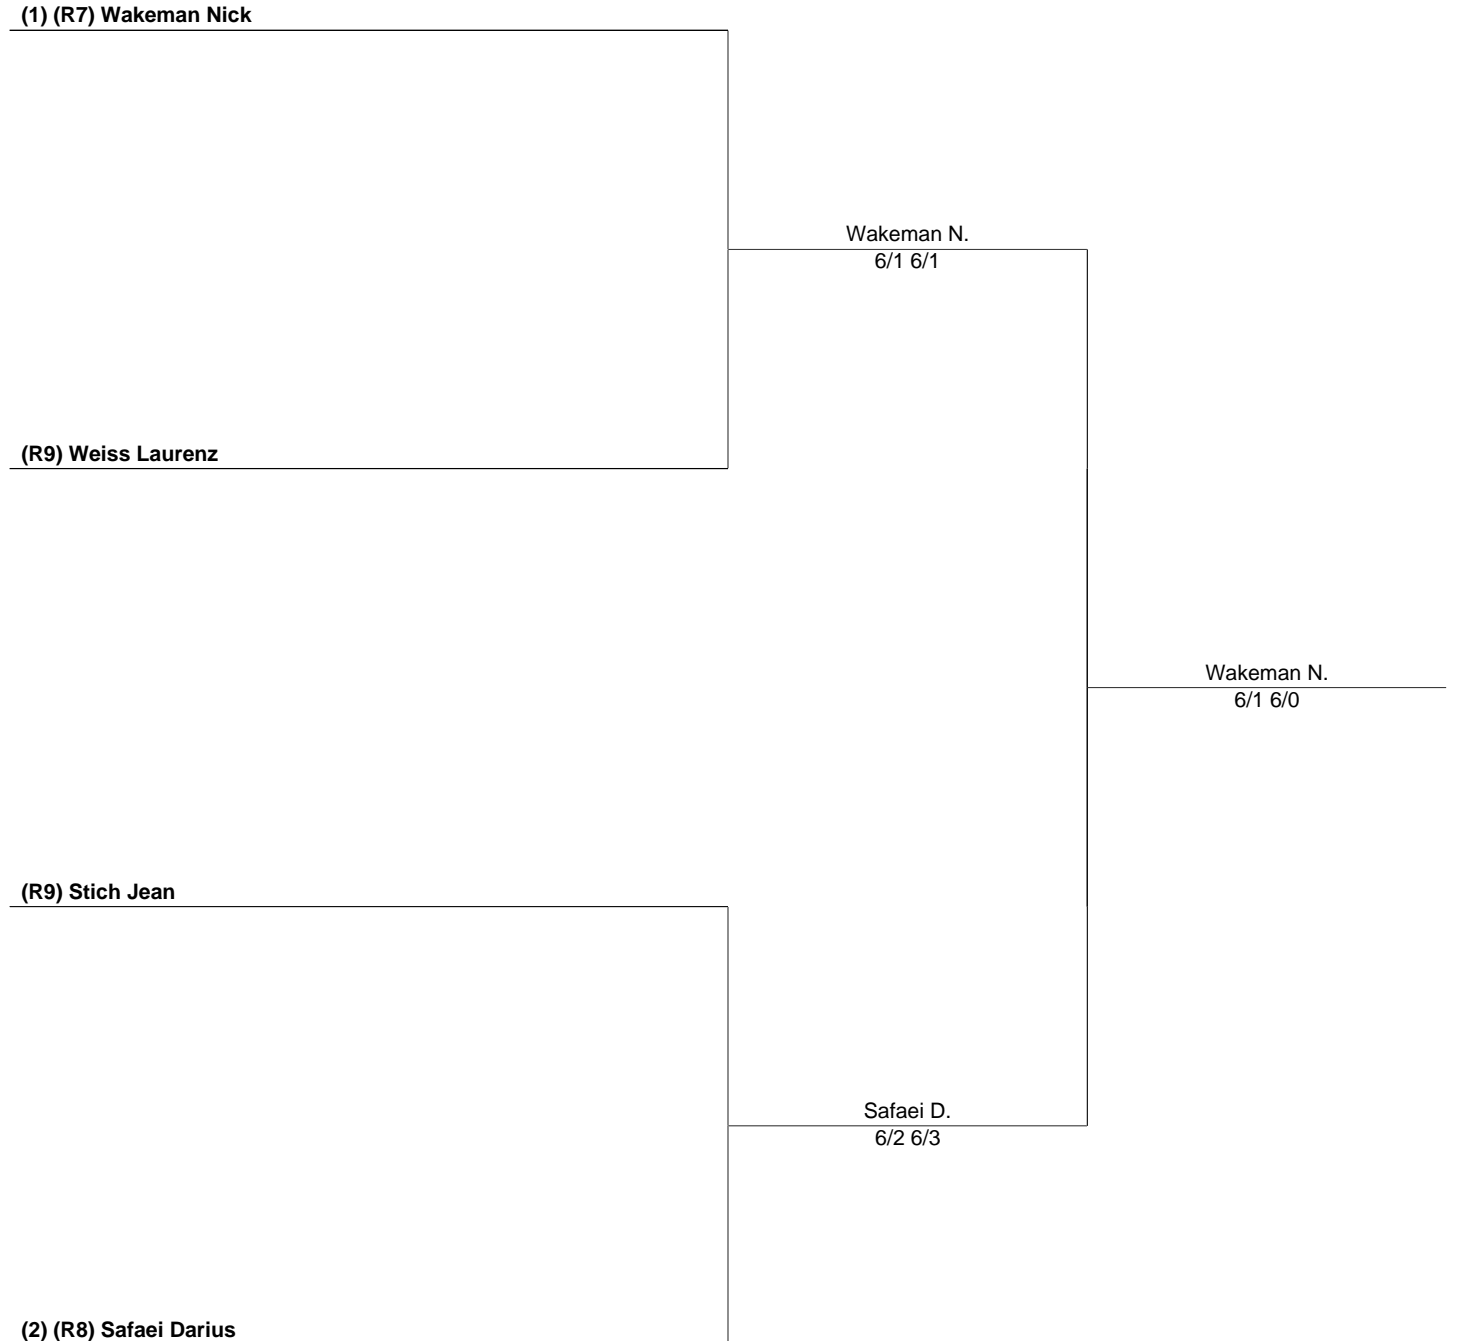 (1) (R7) Wakeman Nick
Wakeman N.
6/1 6/1
(R9) Weiss Laurenz
Wakeman N.
6/1 6/0
(R9) Stich Jean
Safaei D.
6/2 6/3
(2) (R8) Safaei Darius